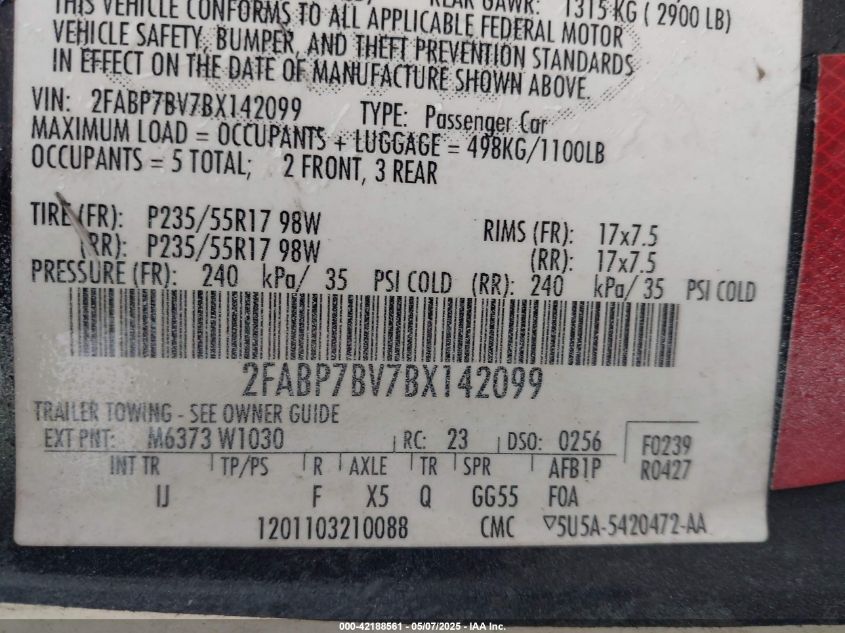 REAR GAWR: 1315 KG ( 2900 LB)
THIS VEHICLE CONFORMS TO ALL APPLICABLE FEDERAL MOTOR
VEHICLE SAFETY, BUMPER, AND THEFT PREVENTION STANDARDS
IN EFFECT ON THE DATE OF MANUFACTURE SHOWN ABOVE.
VIN: 2FABP7BV7BX142099 TYPE: Passenger Car
MAXIMUM LOAD = OCCUPANTS + LUGGAGE = 498KG/1100LB
OCCUPANTS = 5 TOTAL; 2 FRONT, 3 REAR
TIRE (FR): P235/55R17 98W RIMS (FR): 17x7.5
(RR): P235/55R17 98W (RR): 17x7.5
PRESSURE (FR): 240 kPa/ 35 PSI COLD (RR): 240 kPa/ 35 PSI COLD
2FABP7BV7BX142099
TRAILER TOWING - SEE OWNER GUIDE
EXT PNT: M6373 W1030 RC: 23 DSO: 0256 F0239
INT TR TP/PS R AXLE TR SPR AFB1P R0427
IJ F X5 Q GG55 FOA
1201103210088 CMC ▽5U5A-5420472-AA
000-42188561 - 05/07/2025 - IAA Inc.